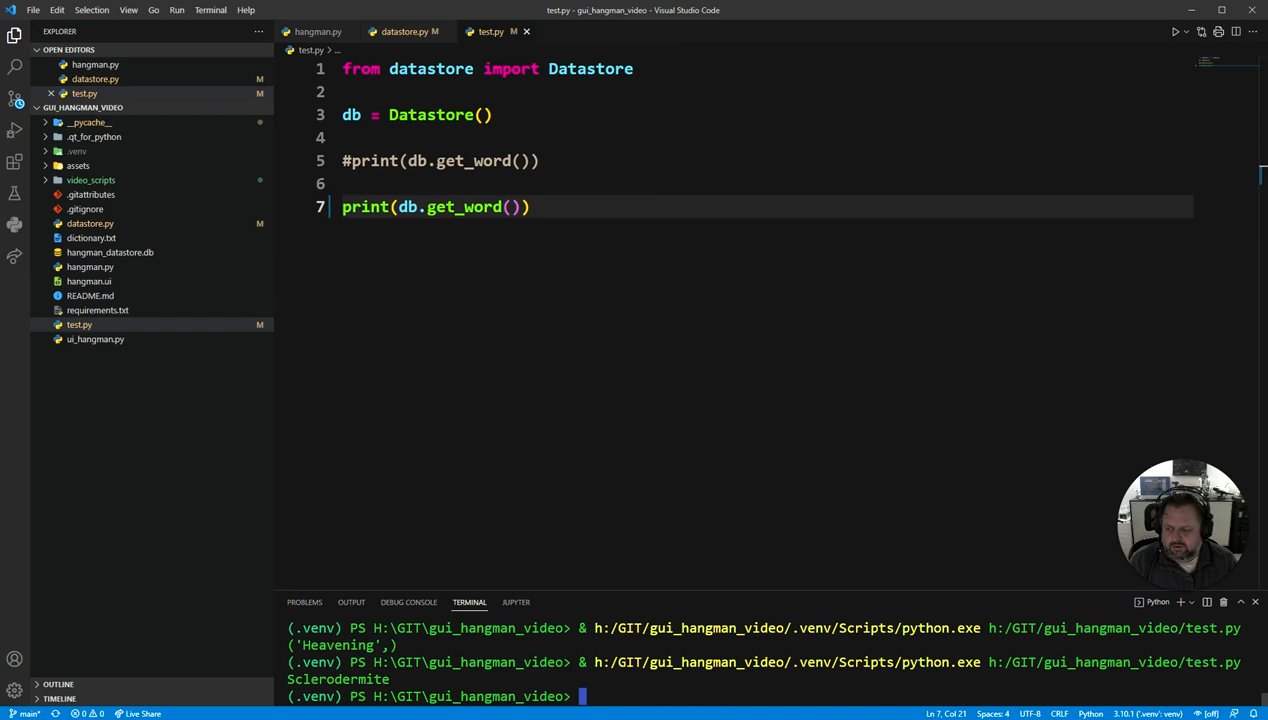 File Edit Selection View Go Run Terminal Help
test.py - gui_hangman_video - Visual Studio Code
EXPLORER
OPEN EDITORS
hangman.py
datastore.py M
test.py M
GUI_HANGMAN_VIDEO
__pycache__
.qt_for_python
.venv
assets
video_scripts
.gitattributes
.gitignore
datastore.py M
dictionary.txt
hangman_datastore.db
hangman.py
hangman.ui
README.md
requirements.txt
test.py M
ui_hangman.py
OUTLINE
TIMELINE
hangman.py datastore.py M test.py M
test.py > ...
1 from datastore import Datastore
2
3 db = Datastore()
4
5 #print(db.get_word())
6
7 print(db.get_word())
PROBLEMS OUTPUT DEBUG CONSOLE TERMINAL JUPYTER
Python
(.venv) PS H:\GIT\gui_hangman_video> & h:/GIT/gui_hangman_video/.venv/Scripts/python.exe h:/GIT/gui_hangman_video/test.py
('Heavening',)
(.venv) PS H:\GIT\gui_hangman_video> & h:/GIT/gui_hangman_video/.venv/Scripts/python.exe h:/GIT/gui_hangman_video/test.py
Sclerodermite
(.venv) PS H:\GIT\gui_hangman_video>
main* 0 0 Live Share
Ln 7, Col 21 Spaces: 4 UTF-8 CRLF Python 3.10.1 ('.venv': venv) [off]